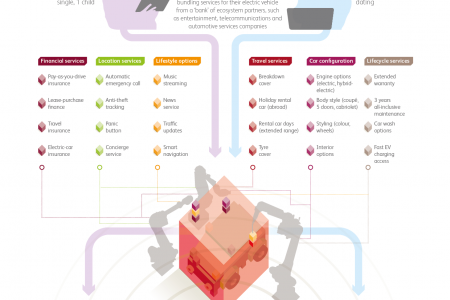 single, 1 child
bundling services for their electric vehicle
from a 'bank' of ecosystem partners, such
as entertainment, telecommunications and
automotive services companies
dating
Financial services
Pay-as-you-drive
insurance
Lease-purchase
finance
Travel
insurance
Electric-car
insurance
Location services
Automatic
emergency call
Anti-theft
tracking
Panic
button
Concierge
service
Lifestyle options
Music
streaming
News
service
Traffic
updates
Smart
navigation
Travel services
Breakdown
cover
Holiday rental
car (abroad)
Rental car days
(extended range)
Tyre
cover
Car configuration
Engine options
(electric, hybrid-
electric)
Body style (coupé,
5 doors, cabriolet)
Styling (colour,
wheels)
Interior
options
Lifecycle services
Extended
warranty
3 years
all-inclusive
maintenance
Car wash
options
Fast EV
charging
access